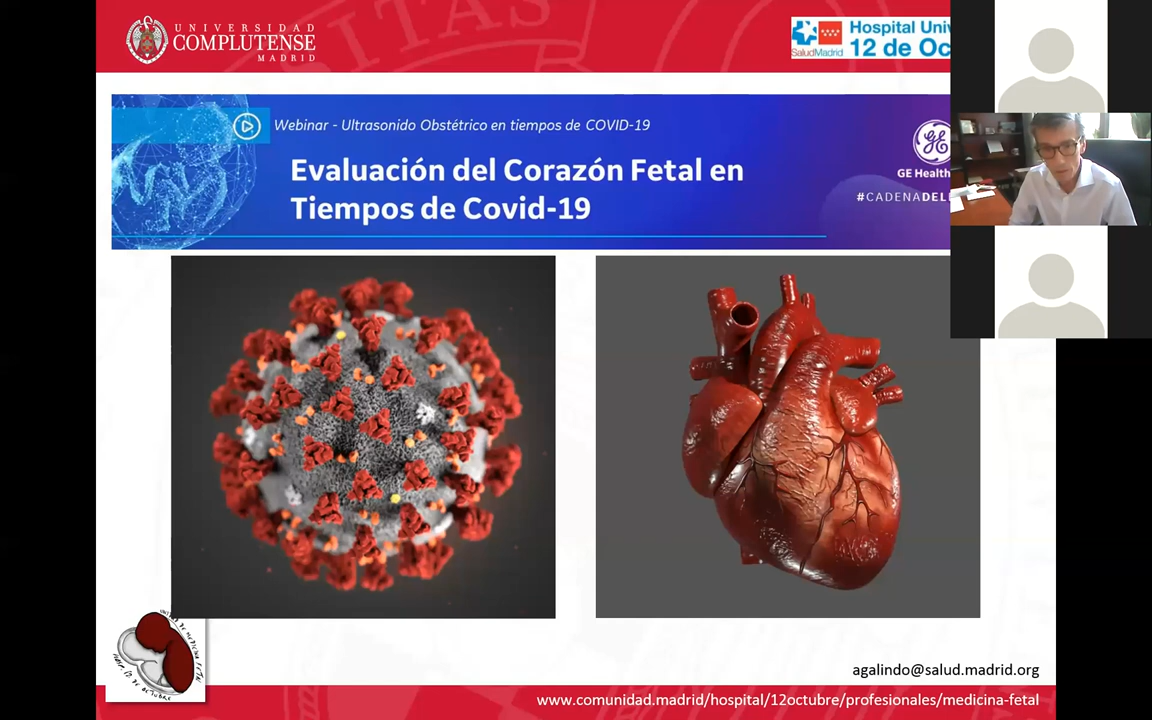 UNIVERSIDAD
COMPLUTENSE
MADRID
SaludMadrid
Hospital Univ
12 de Oc
Webinar - Ultrasonido Obstétrico en tiempos de COVID-19
Evaluación del Corazón Fetal en
Tiempos de Covid-19
GE Health
#CADENADEL
agalindo@salud.madrid.org
www.comunidad.madrid/hospital/12octubre/profesionales/medicina-fetal